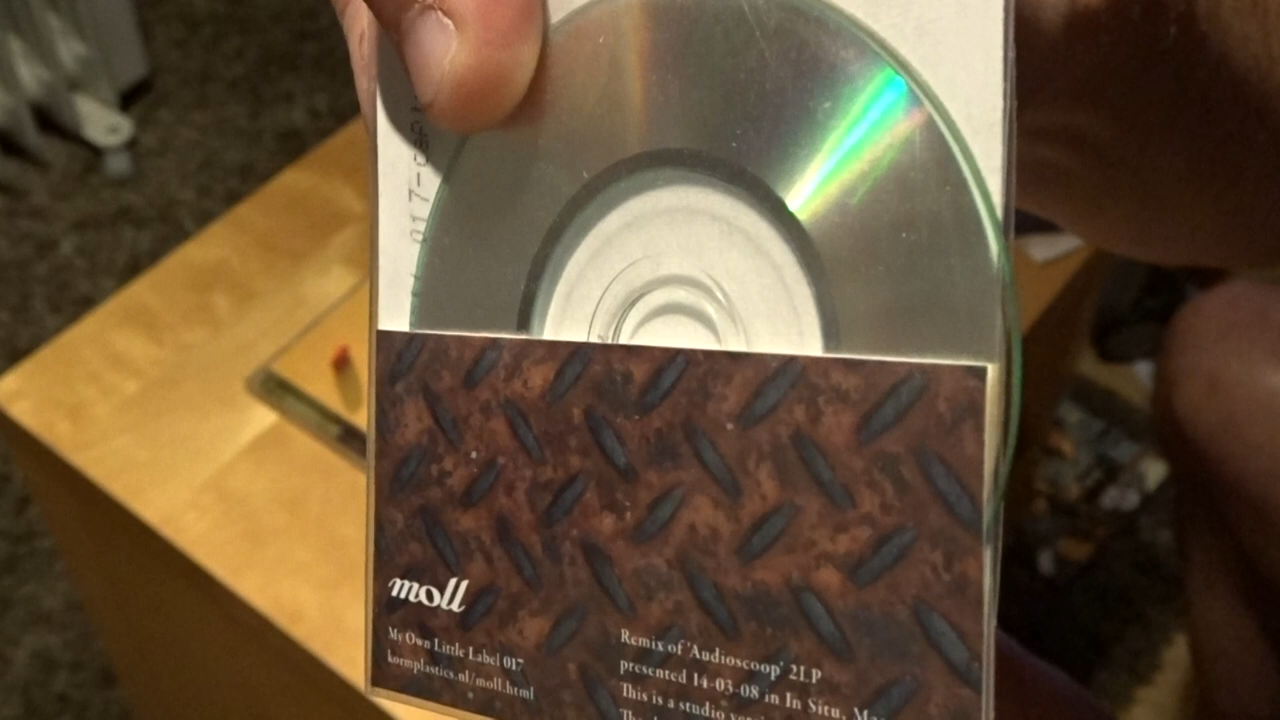 017-
moll
My Own Little Label 017
kormplastics.nl/moll.html
Remix of 'Audioscoop' 2LP
presented 14-03-08 in In Situ,
This is a studio